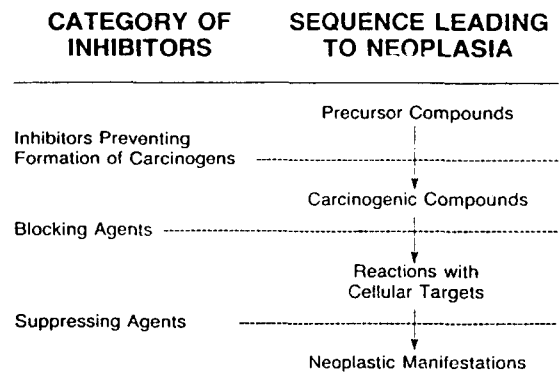 CATEGORY OF
INHIBITORS
SEQUENCE LEADING
TO NEOPLASIA
Precursor Compounds
Inhibitors Preventing
Formation of Carcinogens
Carcinogenic Compounds
Blocking Agents
Reactions with
Cellular Targets
Suppressing Agents
Neoplastic Manifestations